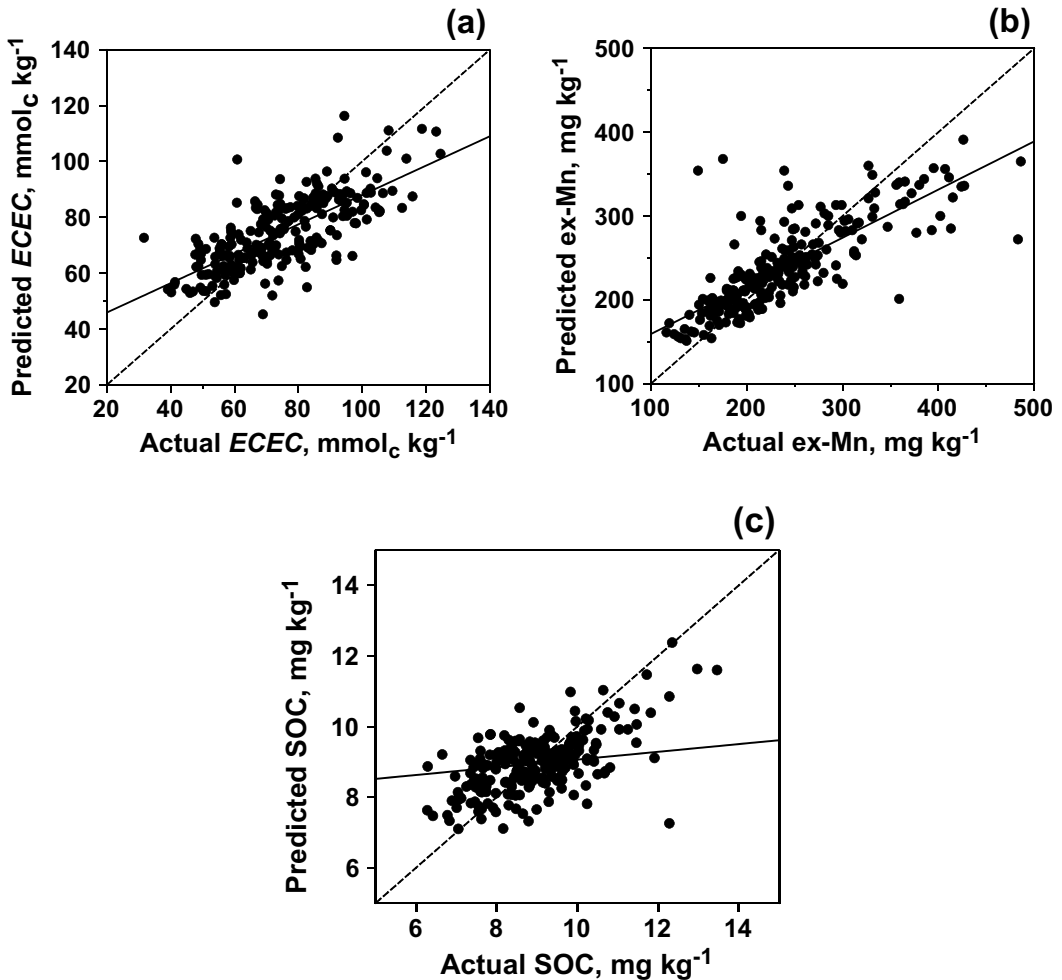 (a)
(b)
Predicted ECEC, mmolc kg-1
140
120
100
80
60
40
20
20 40 60 80 100 120 140
Actual ECEC, mmolc kg-1
Predicted ex-Mn, mg kg-1
500
400
300
200
100
100 200 300 400 500
Actual ex-Mn, mg kg-1
(c)
Predicted SOC, mg kg-1
14
12
10
8
6
6 8 10 12 14
Actual SOC, mg kg-1